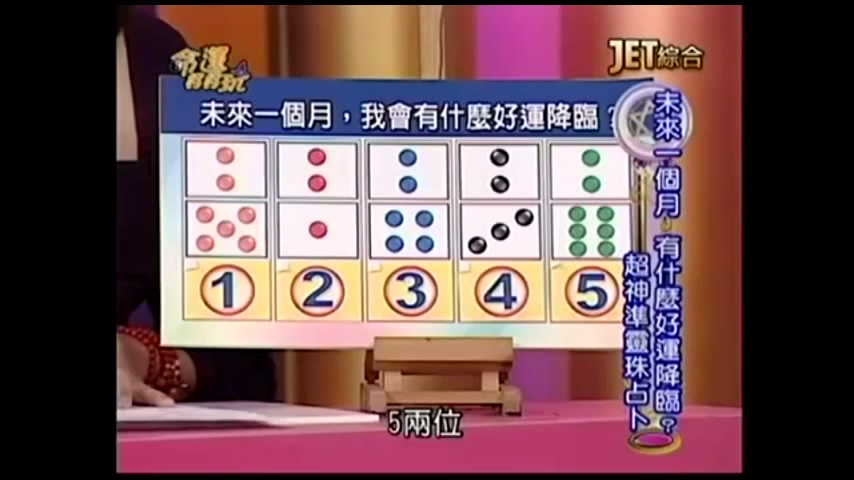 命運好好玩
JET綜合
未來一個月，我會有什麼好運降臨？
1 2 3 4 5
未來一個月，有什麼好運降臨？
超神準靈珠占卜
5兩位